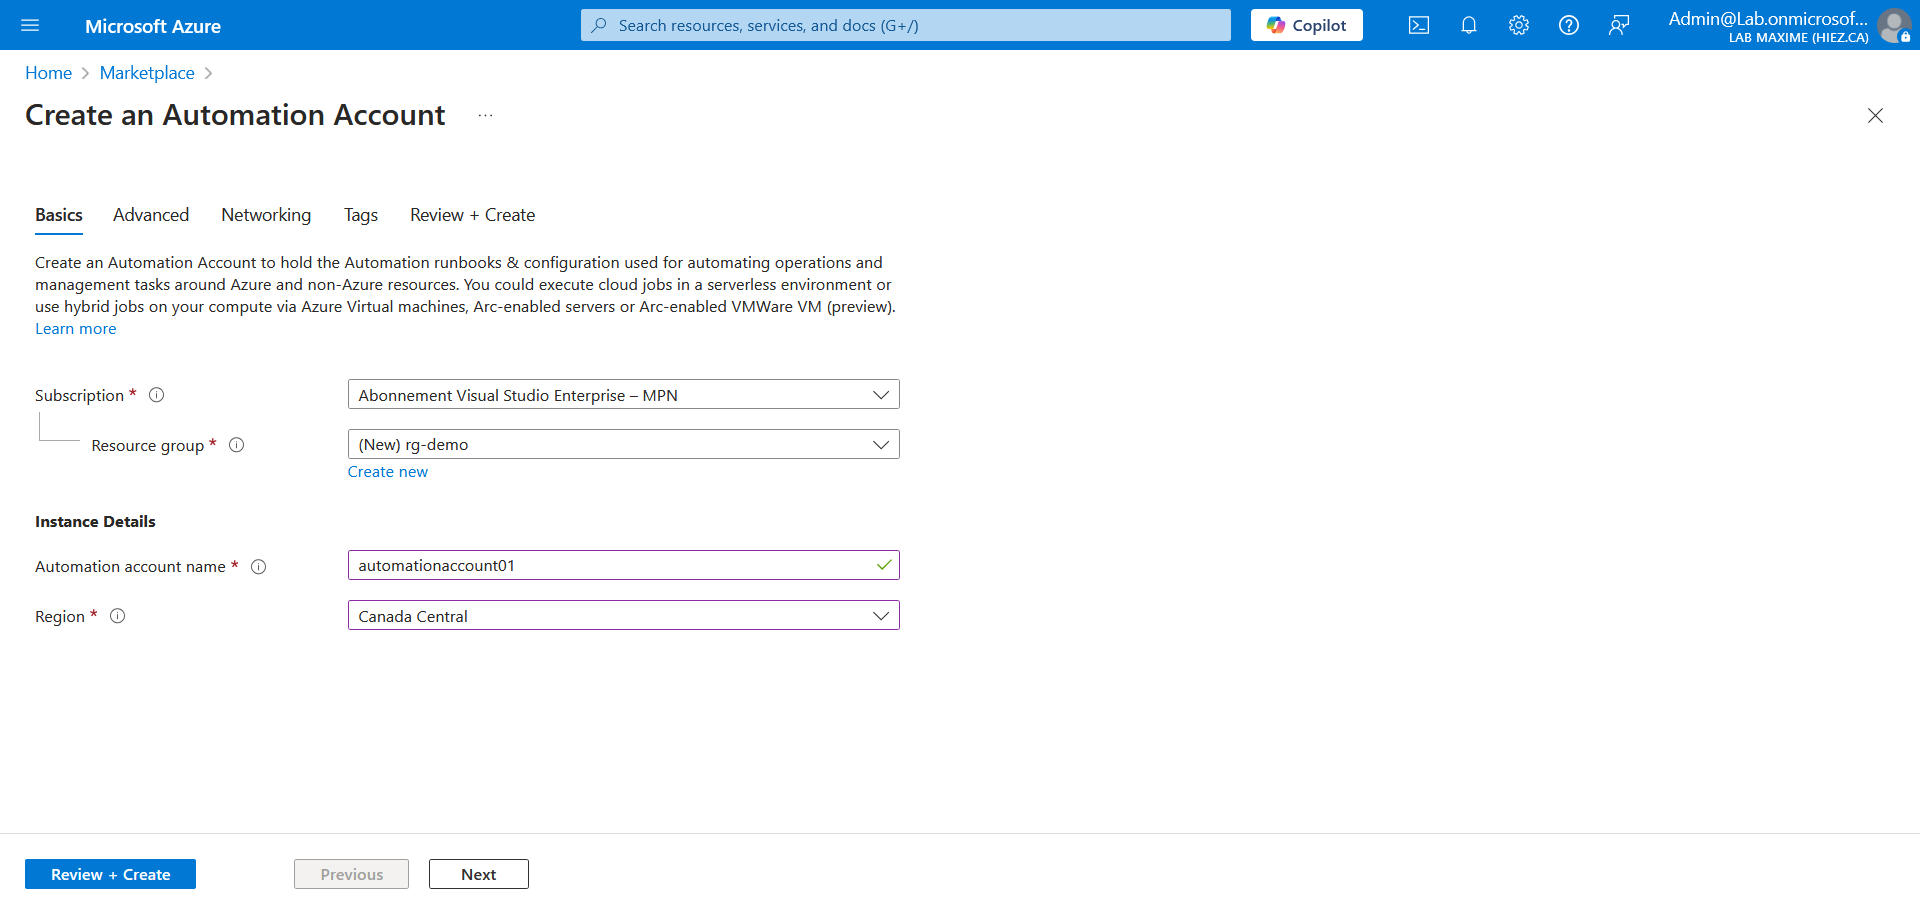 Microsoft Azure
Search resources, services, and docs (G+/)
Copilot
Admin@Lab.onmicrosof...
LAB MAXIME (HIEZ.CA)
Home > Marketplace >
Create an Automation Account ...
Basics Advanced Networking Tags Review + Create
Create an Automation Account to hold the Automation runbooks & configuration used for automating operations and
management tasks around Azure and non-Azure resources. You could execute cloud jobs in a serverless environment or
use hybrid jobs on your compute via Azure Virtual machines, Arc-enabled servers or Arc-enabled VMWare VM (preview).
Learn more
Subscription *
Abonnement Visual Studio Enterprise – MPN
Resource group *
(New) rg-demo
Create new
Instance Details
Automation account name *
automationaccount01
Region *
Canada Central
Review + Create
Previous
Next